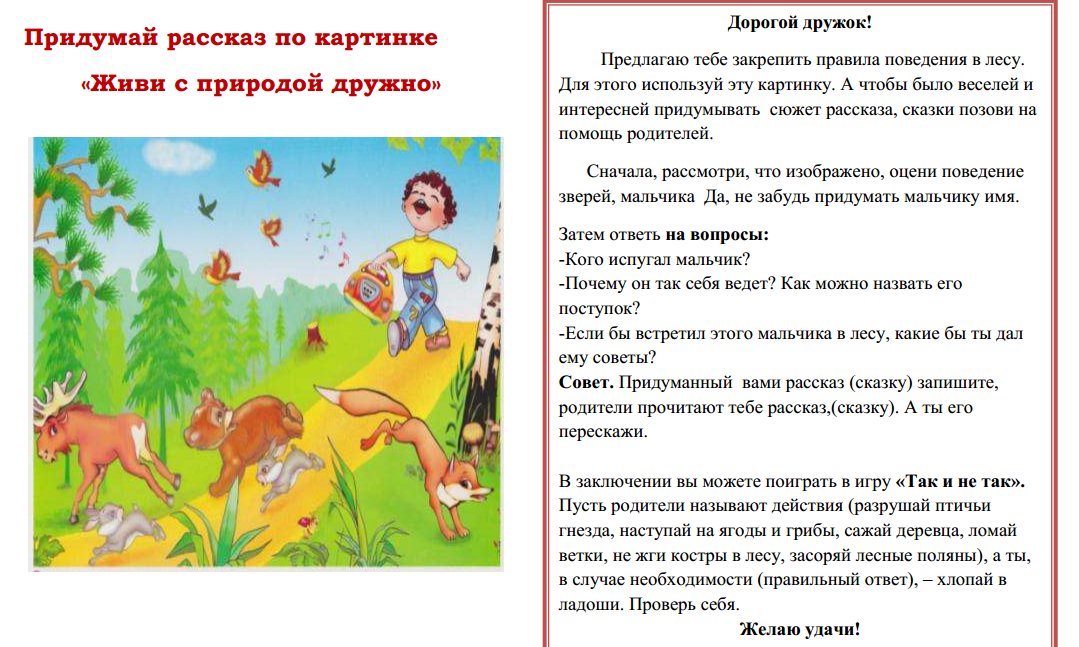 Придумай рассказ по картинке
«Живи с природой дружно»
Дорогой дружок!
Предлагаю тебе закрепить правила поведения в лесу.
Для этого используй эту картинку. А чтобы было веселей и
интересней придумывать сюжет рассказа, сказки позови на
помощь родителей.
Сначала, рассмотри, что изображено, оцени поведение
зверей, мальчика Да, не забудь придумать мальчику имя.
Затем ответь на вопросы:
-Кого испугал мальчик?
-Почему он так себя ведет? Как можно назвать его
поступок?
-Если бы встретил этого мальчика в лесу, какие бы ты дал
ему советы?
Совет. Придуманный вами рассказ (сказку) запишите,
родители прочитают тебе рассказ,(сказку). А ты его
перескажи.
В заключении вы можете поиграть в игру «Так и не так».
Пусть родители называют действия (разрушай птичьи
гнезда, наступай на ягоды и грибы, сажай деревца, ломай
ветки, не жги костры в лесу, засоряй лесные поляны), а ты,
в случае необходимости (правильный ответ), – хлопай в
ладоши. Проверь себя.
Желаю удачи!